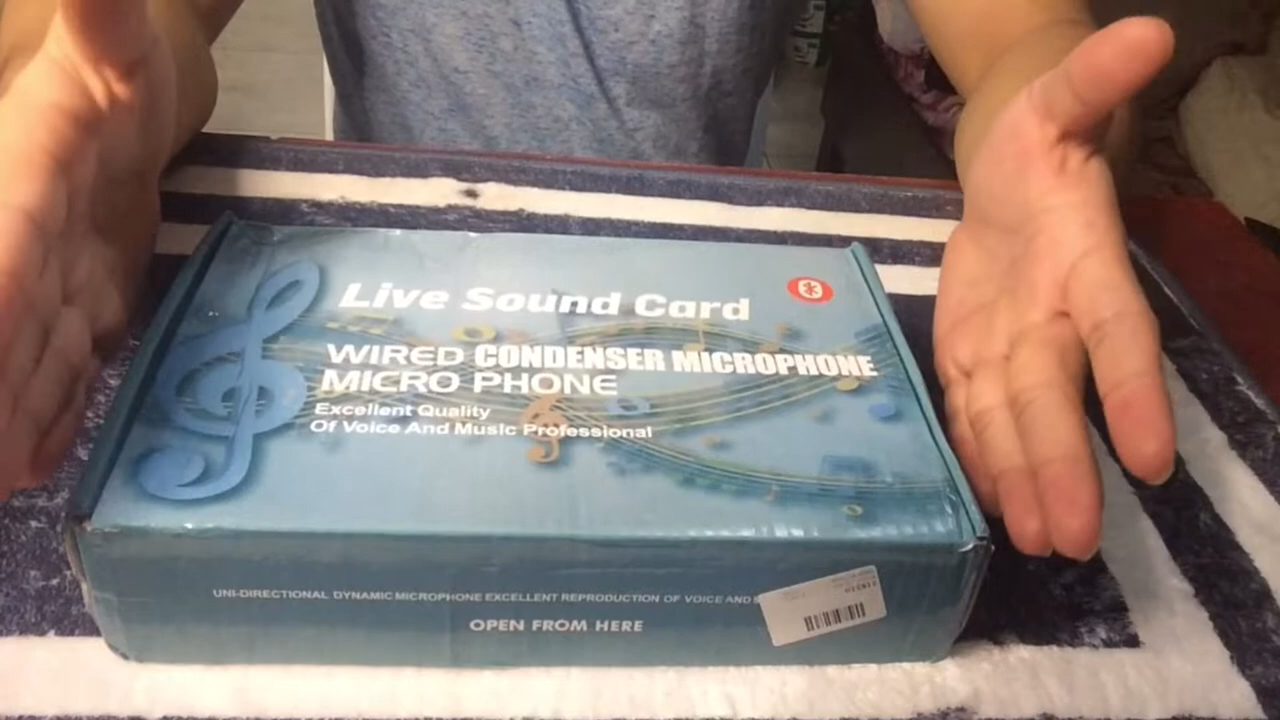 Live Sound Card
WIRED CONDENSER MICROPHONE
MICRO PHONE
Excellent Quality
Of Voice And Music Professional
UNI-DIRECTIONAL DYNAMIC MICROPHONE EXCELLENT REPRODUCTION OF VOICE AND
OPEN FROM HERE